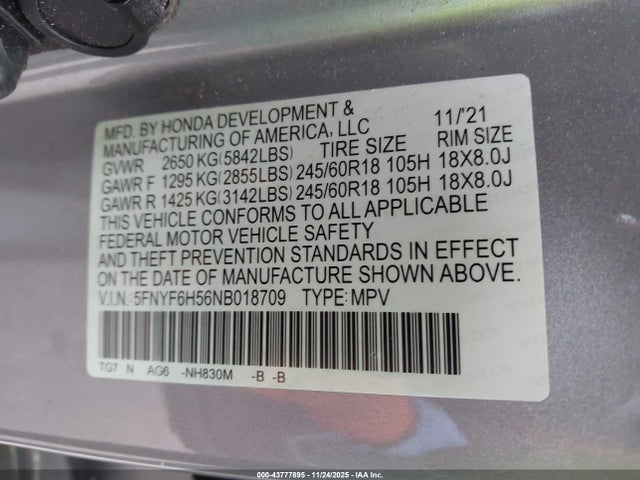 MFD. BY HONDA DEVELOPMENT & 11/'21
MANUFACTURING OF AMERICA, LLC
GVWR 2650 KG(5842LBS) TIRE SIZE RIM SIZE
GAWR F 1295 KG(2855LBS) 245/60R18 105H 18X8.0J
GAWR R 1425 KG(3142LBS) 245/60R18 105H 18X8.0J
THIS VEHICLE CONFORMS TO ALL APPLICABLE
FEDERAL MOTOR VEHICLE SAFETY
AND THEFT PREVENTION STANDARDS IN EFFECT
ON THE DATE OF MANUFACTURE SHOWN ABOVE.
V.I.N.:5FNYF6H56NB018709 TYPE:MPV
TG7 N AG6 -NH830M -B -B
000-43777895 - 11/24/2025 - IAA Inc.